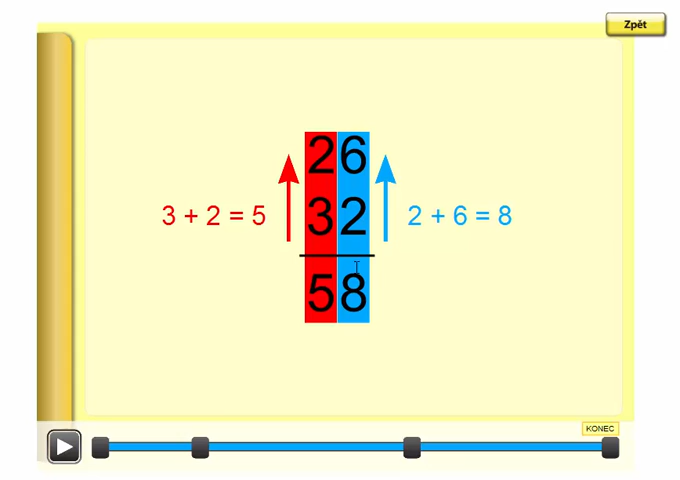 Zpět
26
3 + 2 = 5
32
2 + 6 = 8
58
KONEC